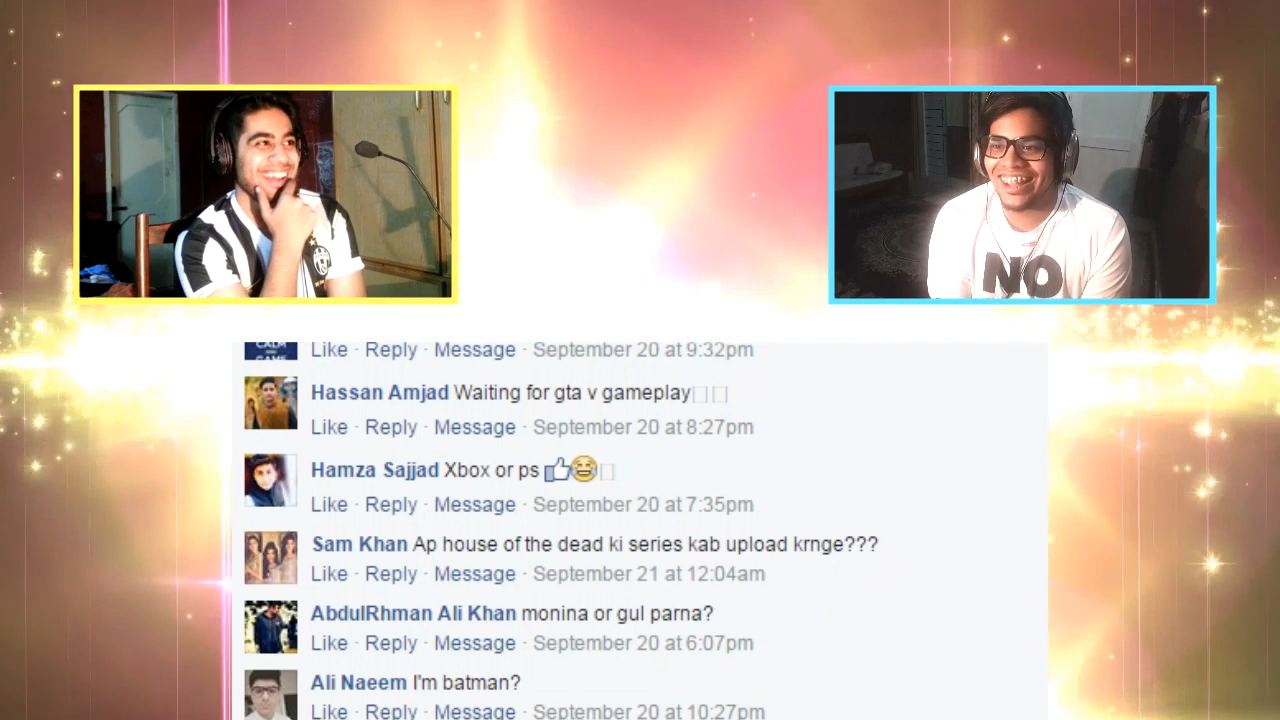 NO
CALM
GAME
Like · Reply · Message · September 20 at 9:32pm
Hassan Amjad Waiting for gta v gameplay
Like · Reply · Message · September 20 at 8:27pm
Hamza Sajjad Xbox or ps 👍😂
Like · Reply · Message · September 20 at 7:35pm
Sam Khan Ap house of the dead ki series kab upload krnge???
Like · Reply · Message · September 21 at 12:04am
AbdulRhman Ali Khan monina or gul parna?
Like · Reply · Message · September 20 at 6:07pm
Ali Naeem I'm batman?
Like · Reply · Message · September 20 at 10:27pm